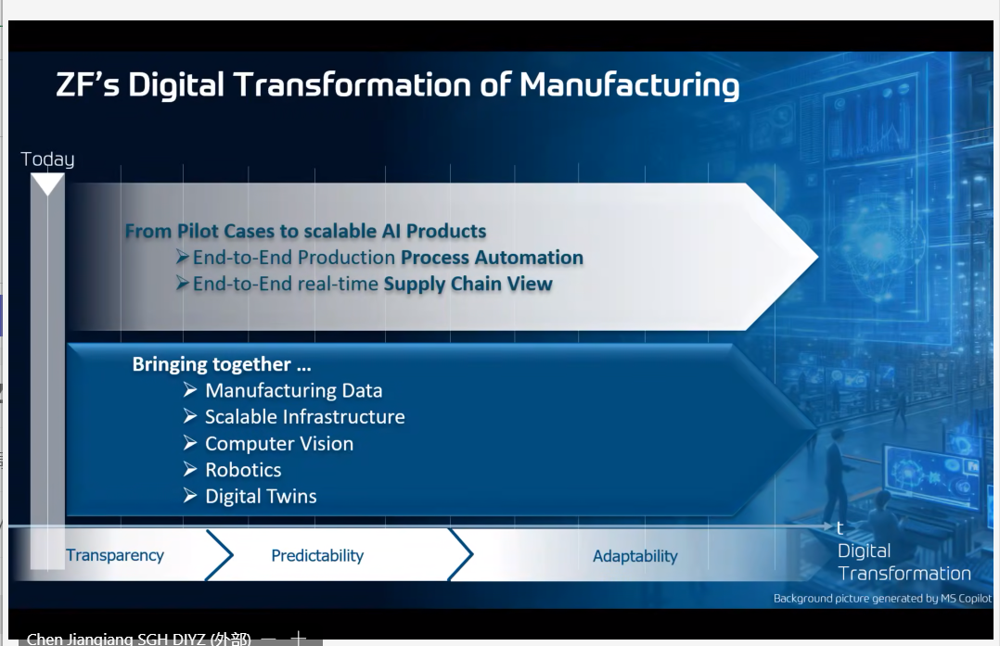 ZF’s Digital Transformation of Manufacturing
Today
From Pilot Cases to scalable AI Products
➢End-to-End Production Process Automation
➢End-to-End real-time Supply Chain View
Bringing together ...
➢ Manufacturing Data
➢ Scalable Infrastructure
➢ Computer Vision
➢ Robotics
➢ Digital Twins
t
Transparency
Predictability
Adaptability
Digital
Transformation
Background picture generated by MS Copilot
Chen Jianqiang SGH DIYZ (外部)